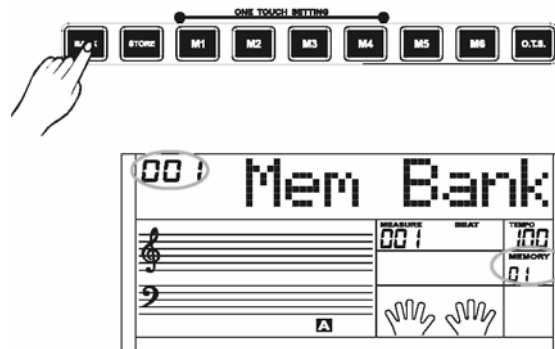 ONE TOUCH SETTING
STORE M1 M2 M3 M4 M5 M6 O.T.S.
001 Mem Bank
MEASURE BEAT TEMPO
001 100
MEMORY
01
A